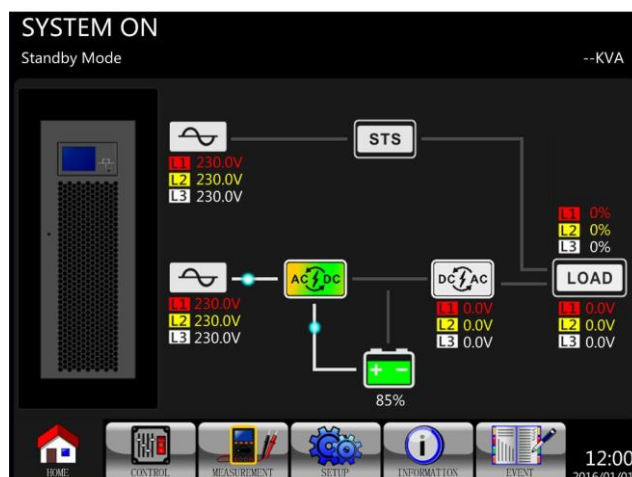 SYSTEM ON
Standby Mode
--KVA
STS
L1 230.0V
L2 230.0V
L3 230.0V
L1 0%
L2 0%
L3 0%
AC DC
DC AC
LOAD
L1 230.0V
L2 230.0V
L3 230.0V
L1 0.0V
L2 0.0V
L3 0.0V
L1 0.0V
L2 0.0V
L3 0.0V
85%
HOME
CONTROL
MEASUREMENT
SETUP
INFORMATION
EVENT
12:00
2016/01/01